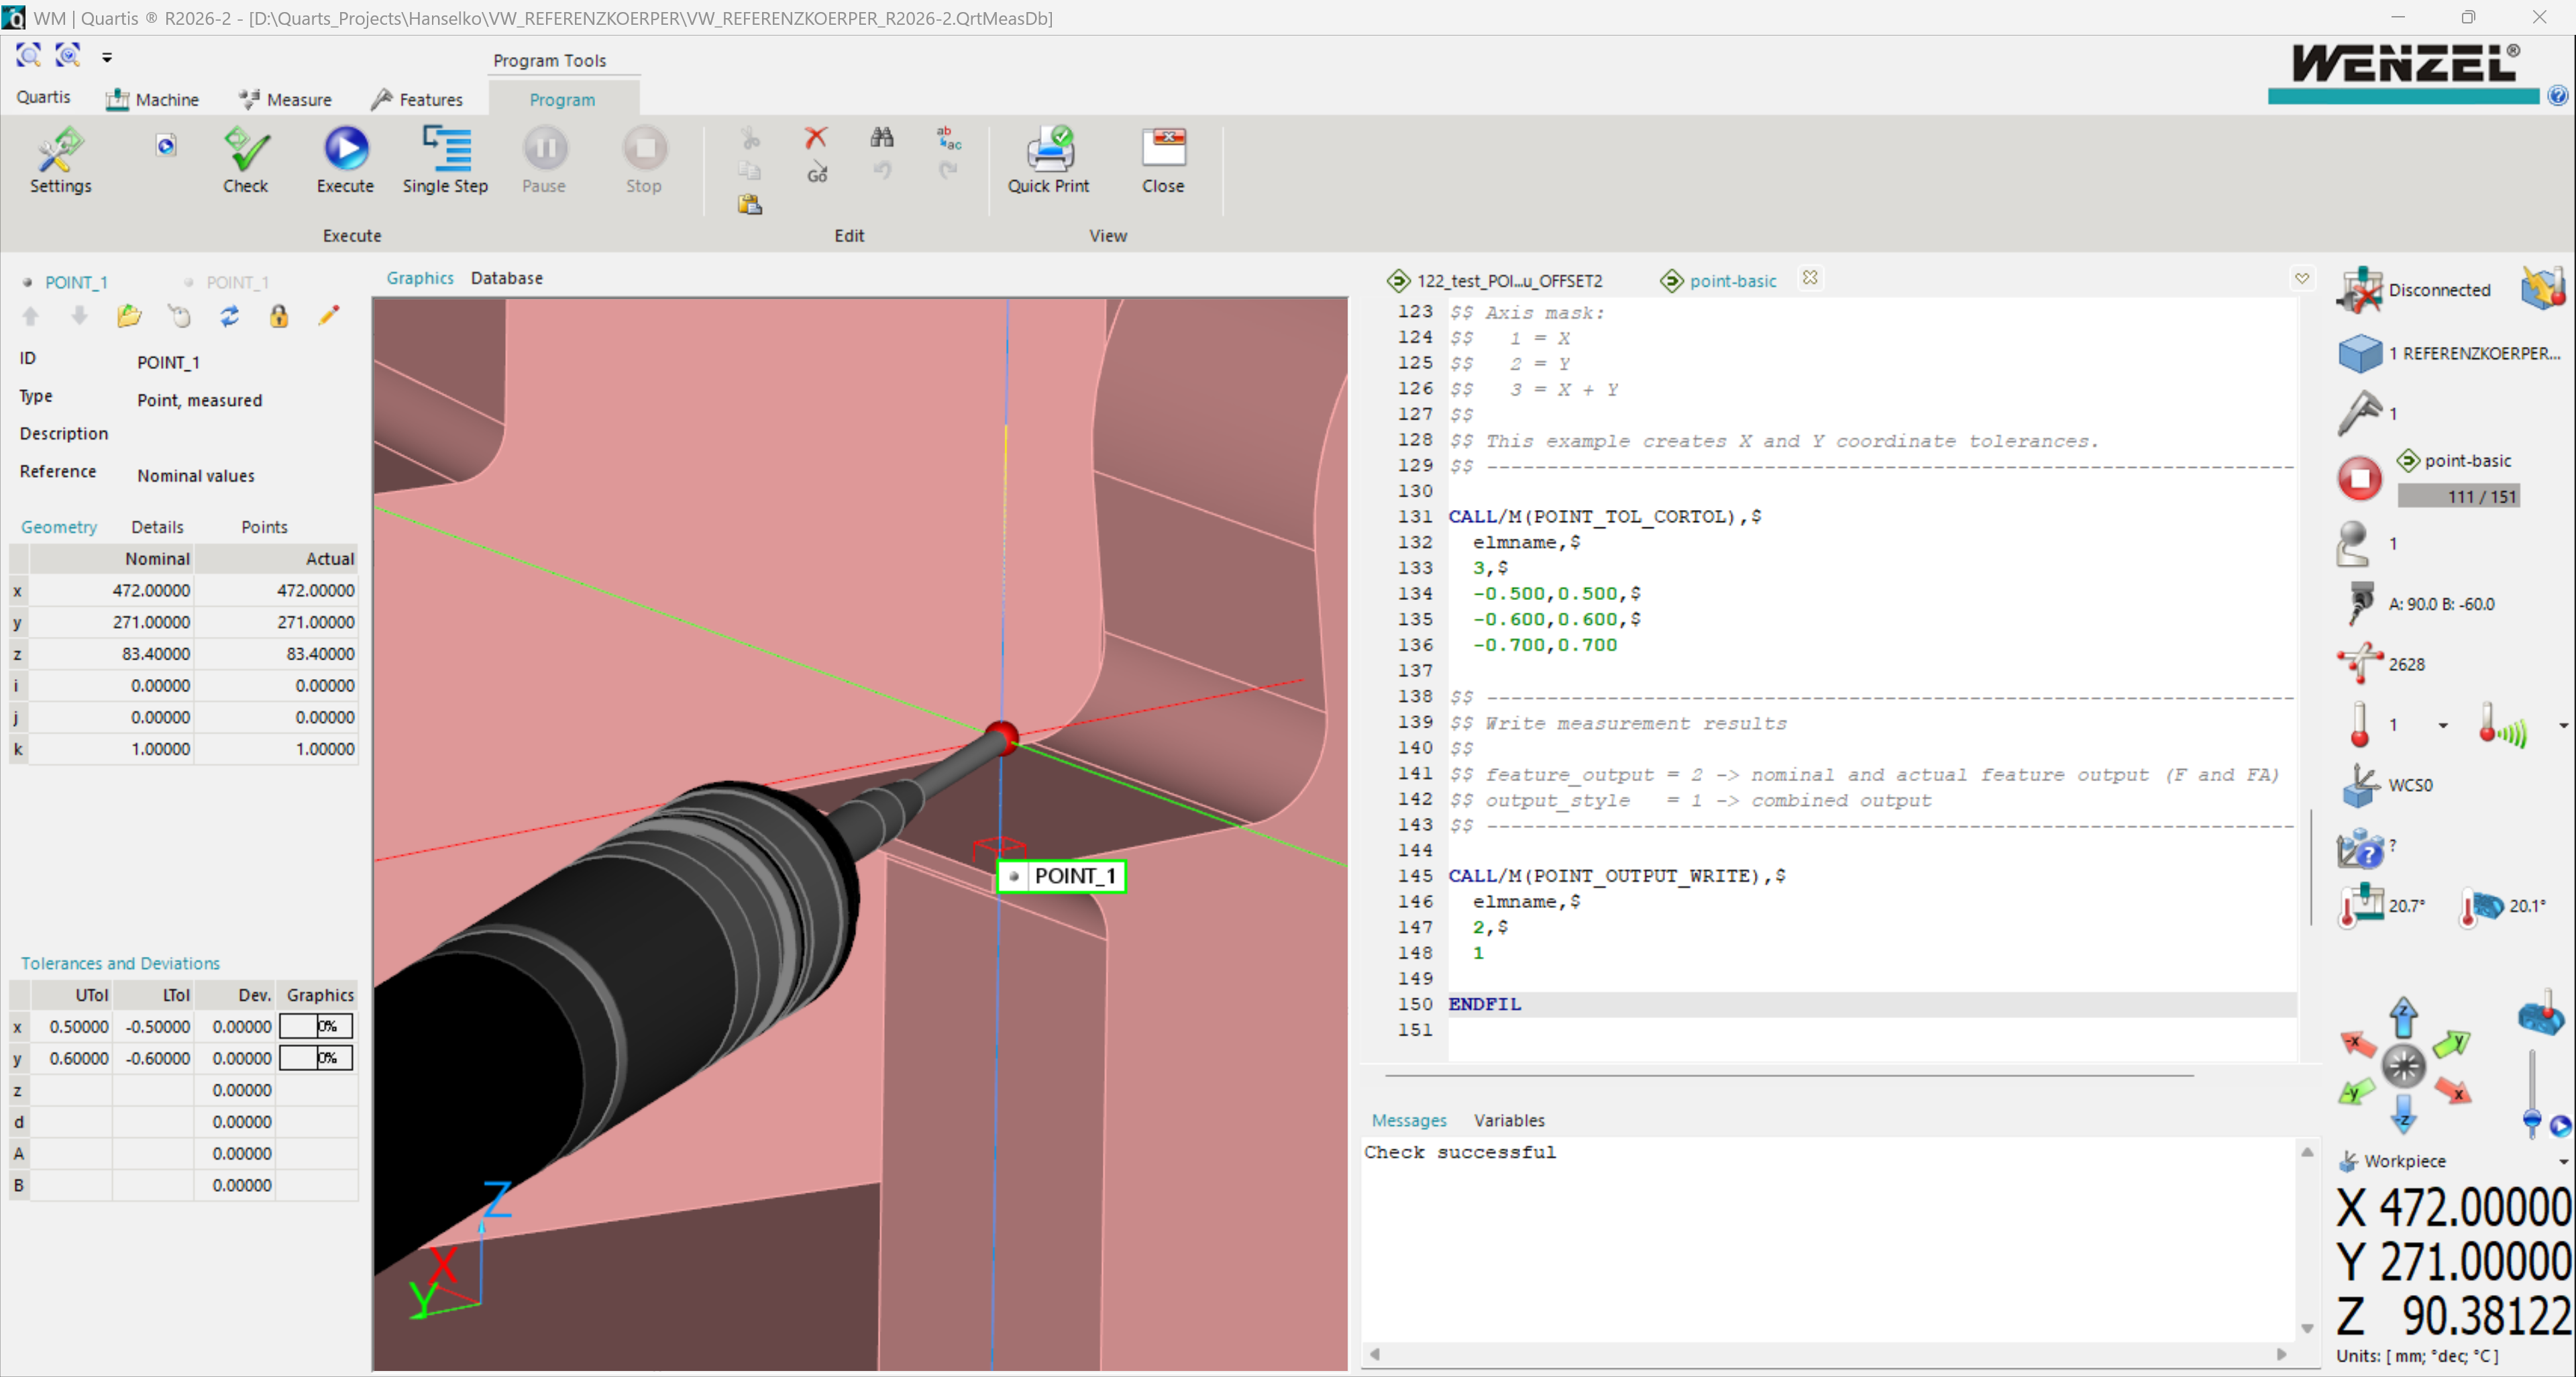 WM | Quartis ® R2026-2 - [D:\Quarts_Projects\Hanselko\VW_REFERENZKOERPER\VW_REFERENZKOERPER_R2026-2.QrtMeasDb]
Program Tools
WENZEL®
Quartis Machine Measure Features Program
Settings Check Execute Single Step Pause Stop GO ab ac Quick Print Close
Execute Edit View
POINT_1 POINT_1
ID POINT_1
Type Point, measured
Description
Reference Nominal values
Geometry Details Points
Nominal Actual
x 472.00000 472.00000
y 271.00000 271.00000
z 83.40000 83.40000
i 0.00000 0.00000
j 0.00000 0.00000
k 1.00000 1.00000
Tolerances and Deviations
UTol LTol Dev. Graphics
x 0.50000 -0.50000 0.00000 0%
y 0.60000 -0.60000 0.00000 0%
z 0.00000
d 0.00000
A 0.00000
B 0.00000
Graphics Database
POINT_1
Z
X
Y
122_test_POI...u_OFFSET2 point-basic
123 $$ Axis mask:
124 $$   1 = X
125 $$   2 = Y
126 $$   3 = X + Y
127 $$
128 $$ This example creates X and Y coordinate tolerances.
129 $$ -------------------------------------------------------------------
130
131 CALL/M(POINT_TOL_CORTOL),$
132   elmname,$
133   3,$
134   -0.500,0.500,$
135   -0.600,0.600,$
136   -0.700,0.700
137
138 $$ -------------------------------------------------------------------
139 $$ Write measurement results
140 $$
141 $$ feature_output = 2 -> nominal and actual feature output (F and FA)
142 $$ output_style   = 1 -> combined output
143 $$ -------------------------------------------------------------------
144
145 CALL/M(POINT_OUTPUT_WRITE),$
146   elmname,$
147   2,$
148   1
149
150 ENDFIL
151
Messages Variables
Check successful
Disconnected
1 REFERENZKOERPER...
1
point-basic
111 / 151
1
A: 90.0 B: -60.0
2628
1
WCS0
?
20.7° 20.1°
z
-x y
-y x
-z
Workpiece
X 472.00000
Y 271.00000
Z 90.38122
Units: [ mm; °dec; °C ]